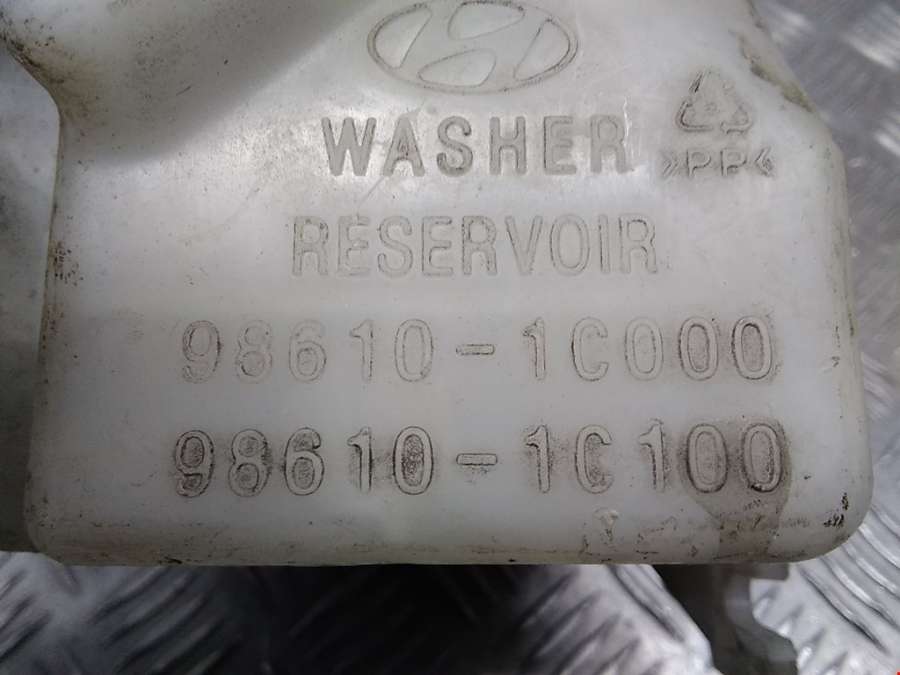 WASHER
>PP<
RESERVOIR
98610-1C000
98610-1C100